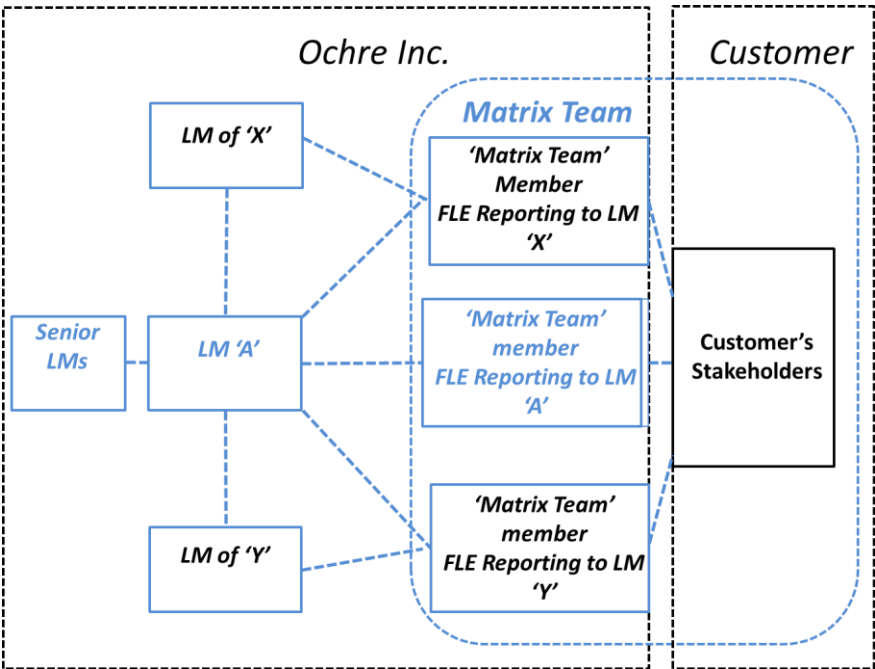 Ochre Inc.
Customer
Matrix Team
LM of ‘X’
‘Matrix Team’
Member
FLE Reporting to LM
‘X’
Senior
LMs
LM ‘A’
‘Matrix Team’
member
FLE Reporting to LM
‘A’
Customer’s
Stakeholders
LM of ‘Y’
‘Matrix Team’
member
FLE Reporting to LM
‘Y’